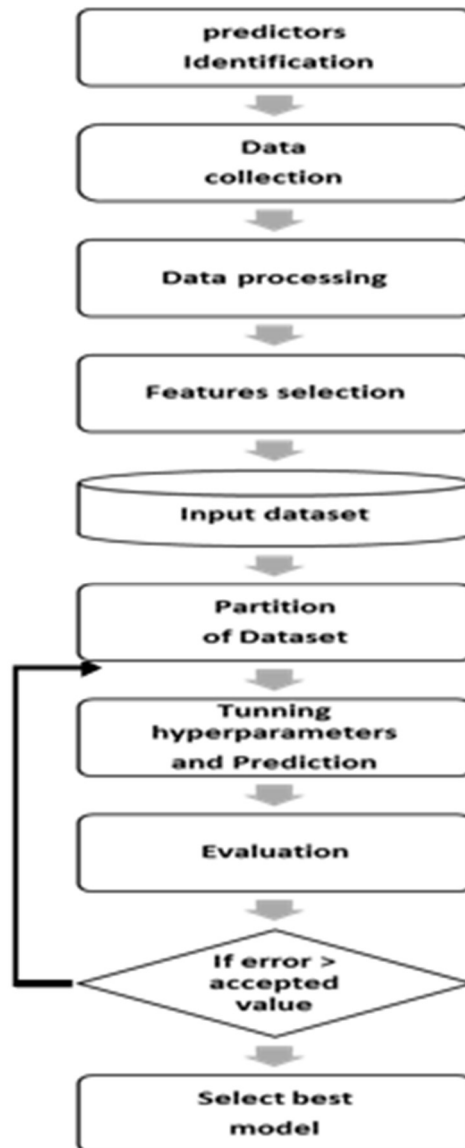 predictors
Identification
Data
collection
Data processing
Features selection
Input dataset
Partition
of Dataset
Tunning
hyperparameters
and Prediction
Evaluation
If error >
accepted
value
Select best
model